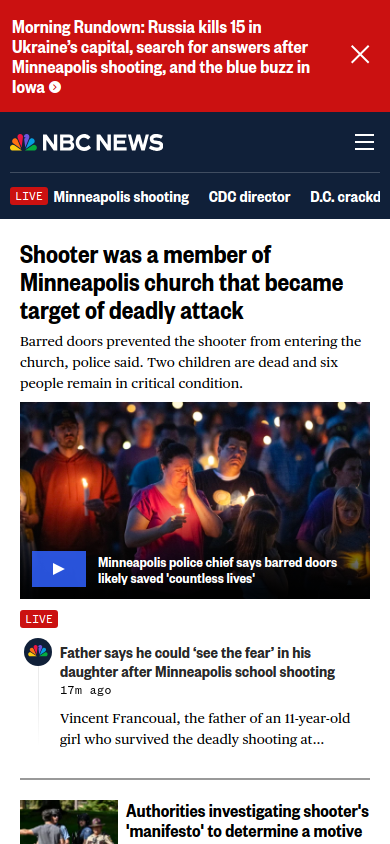 Morning Rundown: Russia kills 15 in
Ukraine’s capital, search for answers after
Minneapolis shooting, and the blue buzz in
Iowa
NBC NEWS
LIVE Minneapolis shooting CDC director D.C. crackd
Shooter was a member of
Minneapolis church that became
target of deadly attack
Barred doors prevented the shooter from entering the
church, police said. Two children are dead and six
people remain in critical condition.
Minneapolis police chief says barred doors
likely saved 'countless lives'
LIVE
Father says he could ‘see the fear’ in his
daughter after Minneapolis school shooting
17m ago
Vincent Francoual, the father of an 11-year-old
girl who survived the deadly shooting at...
Authorities investigating shooter's
'manifesto' to determine a motive